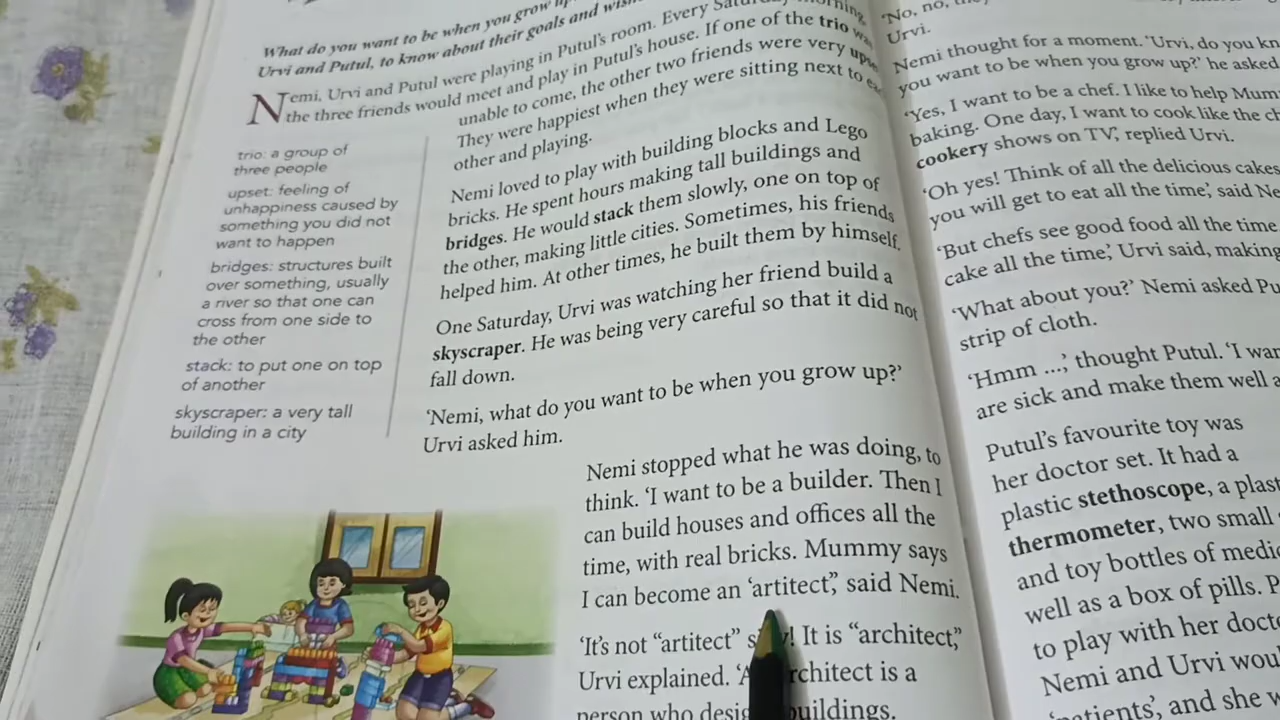 What do you want to be when you grow
Urvi and Putul, to know about their goals and
Nemi, Urvi and Putul were playing in Putul's room. Every
the three friends would meet and play in Putul's house. If one of the trio
unable to come, the other two friends were very
They were happiest when they were sitting next to
other and playing.
trio: a group of
three people
upset: feeling of
unhappiness caused by
something you did not
want to happen
bridges: structures built
over something, usually
a river so that one can
cross from one side to
the other
stack: to put one on top
of another
skyscraper: a very tall
building in a city
Nemi loved to play with building blocks and Lego
bricks. He spent hours making tall buildings and
bridges. He would stack them slowly, one on top of
the other, making little cities. Sometimes, his friends
helped him. At other times, he built them by himself.
One Saturday, Urvi was watching her friend build a
skyscraper. He was being very careful so that it did not
fall down.
'Nemi, what do you want to be when you grow up?'
Urvi asked him.
Nemi stopped what he was doing, to
think. 'I want to be a builder. Then I
can build houses and offices all the
time, with real bricks. Mummy says
I can become an 'artitect'', said Nemi.
'It's not "artitect" It is "architect",
Urvi explained. is a
person who buildings.
'No, no,
Urvi.
Nemi thought for a moment. 'Urvi, do you
you want to be when you grow up?' he asked
'Yes, I want to be a chef. I like to help
baking. One day, I want to cook like the
cookery shows on TV', replied Urvi.
'Oh yes! Think of all the delicious cakes
you will get to eat all the time', said
'But chefs see good food all the time
cake all the time', Urvi said, making
'What about you?' Nemi asked
strip of cloth.
'Hmm ...', thought Putul. 'I
are sick and make them well
Putul's favourite toy was
her doctor set. It had a
plastic stethoscope, a
thermometer, two small
and toy bottles of
well as a box of pills.
to play with her
Nemi and Urvi
'patients', and she